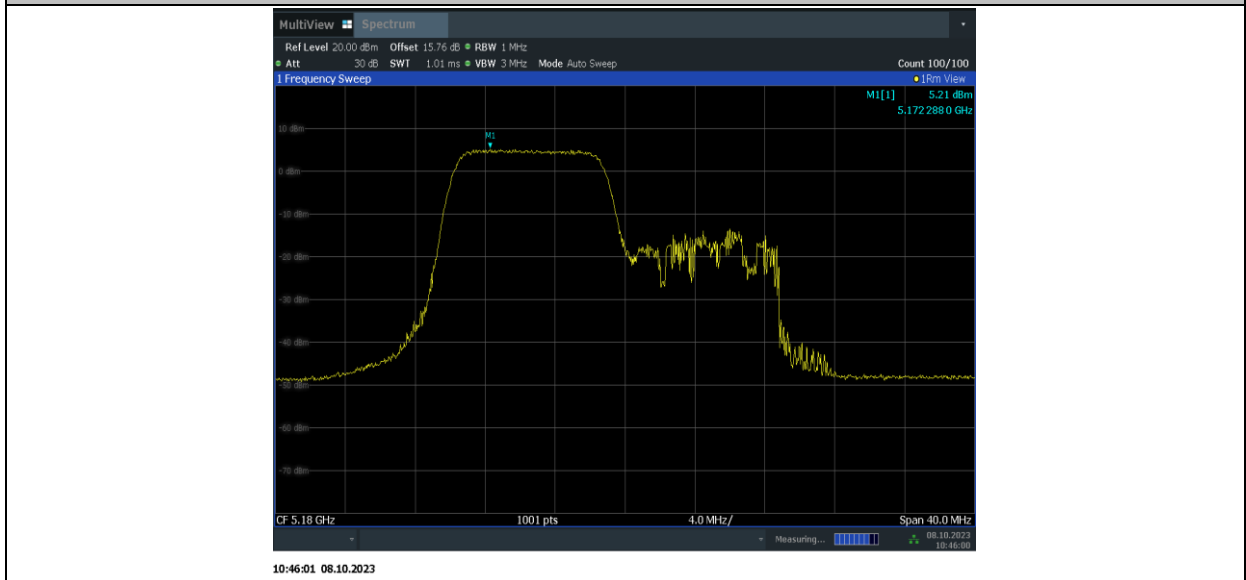 MultiView Spectrum
Ref Level 20.00 dBm Offset 15.76 dB RBW 1 MHz
Att 30 dB SWT 1.01 ms VBW 3 MHz Mode Auto Sweep Count 100/100
1 Frequency Sweep 1Rm View
M1[1] 5.21 dBm
5.172 288 0 GHz
10 dBm
M1
0 dBm
-10 dBm
-20 dBm
-30 dBm
-40 dBm
-50 dBm
-60 dBm
-70 dBm
CF 5.18 GHz 1001 pts 4.0 MHz/ Span 40.0 MHz
Measuring... 08.10.2023
10:46:00
10:46:01 08.10.2023